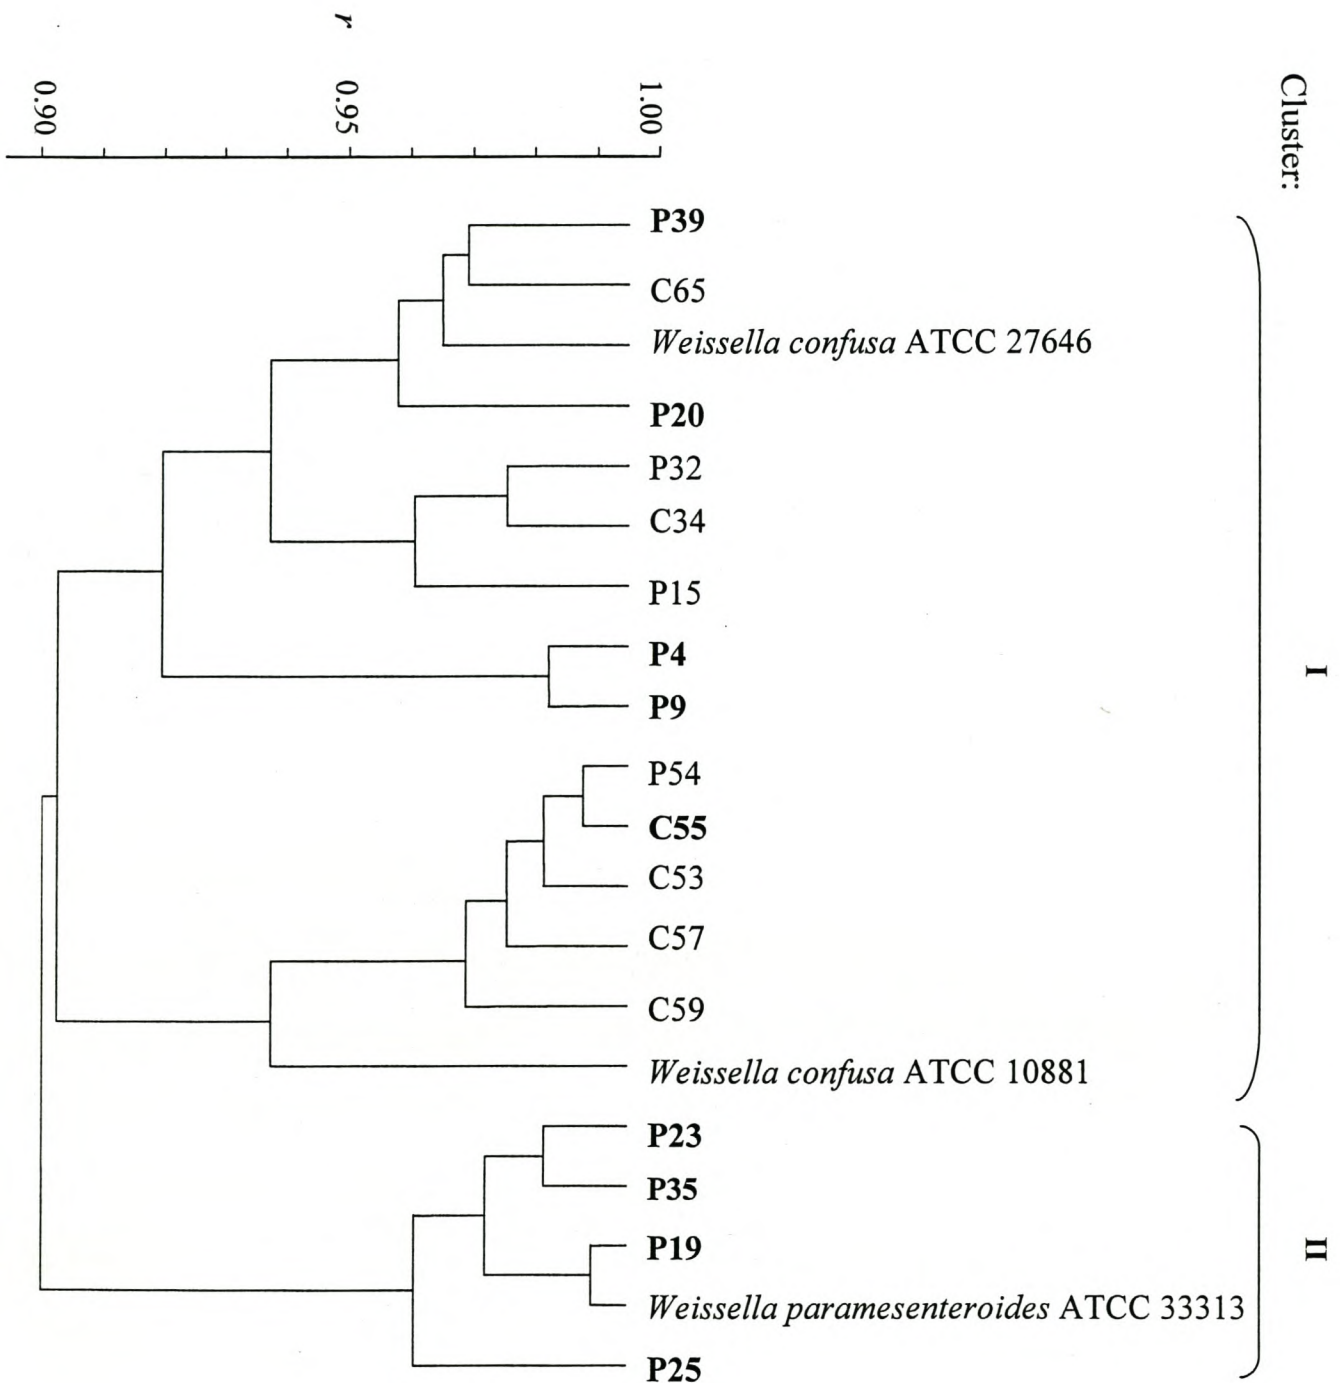 Cluster:
I
II
r
0.90
0.95
1.00
P39
C65
Weissella confusa ATCC 27646
P20
P32
C34
P15
P4
P9
P54
C55
C53
C57
C59
Weissella confusa ATCC 10881
P23
P35
P19
Weissella paramesenteroides ATCC 33313
P25